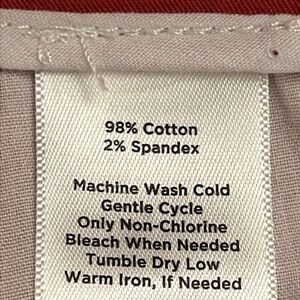 98% Cotton
2% Spandex
Machine Wash Cold
Gentle Cycle
Only Non-Chlorine
Bleach When Needed
Tumble Dry Low
Warm Iron, If Needed